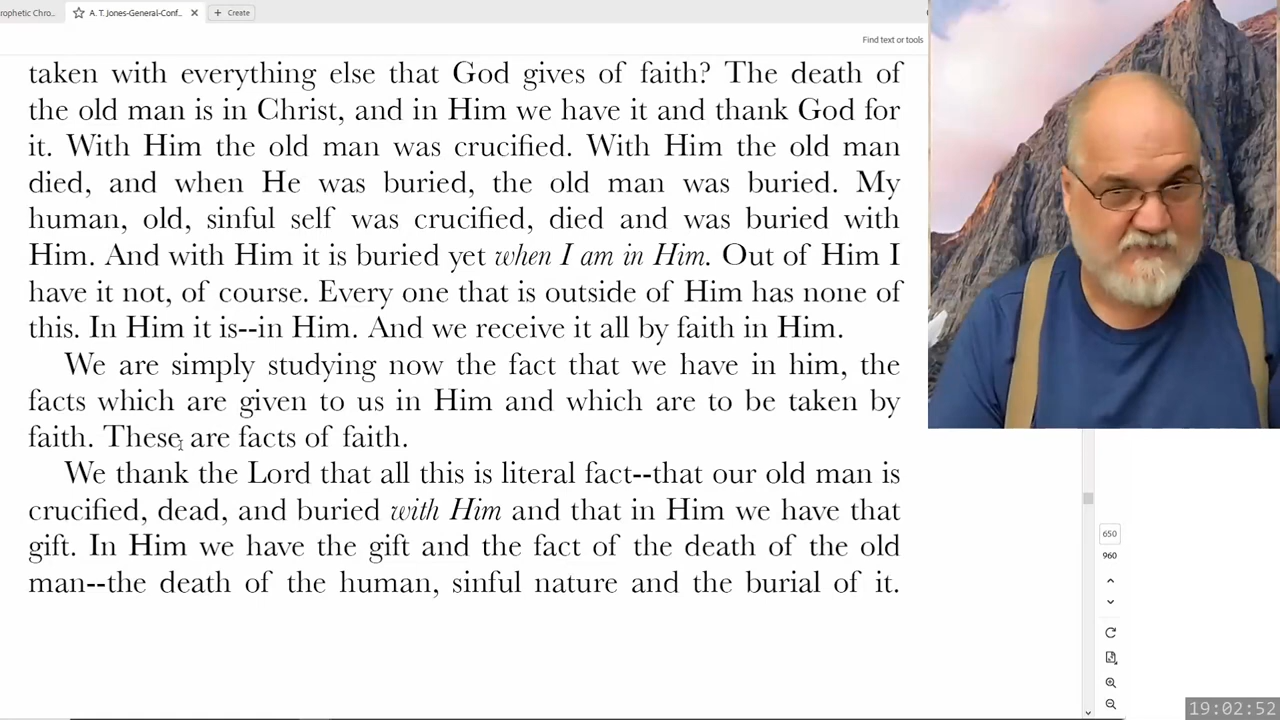 rophetic Chro...
A. T.Jones-General-Conf...
+ Create
Find text or tools
taken with everything else that God gives of faith? The death of
the old man is in Christ, and in Him we have it and thank God for
it. With Him the old man was crucified. With Him the old man
died, and when He was buried, the old man was buried. My
human, old, sinful self was crucified, died and was buried with
Him. And with Him it is buried yet when I am in Him. Out of Him I
have it not, of course. Every one that is outside of Him has none of
this. In Him it is--in Him. And we receive it all by faith in Him.
We are simply studying now the fact that we have in him, the
facts which are given to us in Him and which are to be taken by
faith. These are facts of faith.
We thank the Lord that all this is literal fact--that our old man is
crucified, dead, and buried with Him and that in Him we have that
gift. In Him we have the gift and the fact of the death of the old
man--the death of the human, sinful nature and the burial of it.
650
960
19:02:52